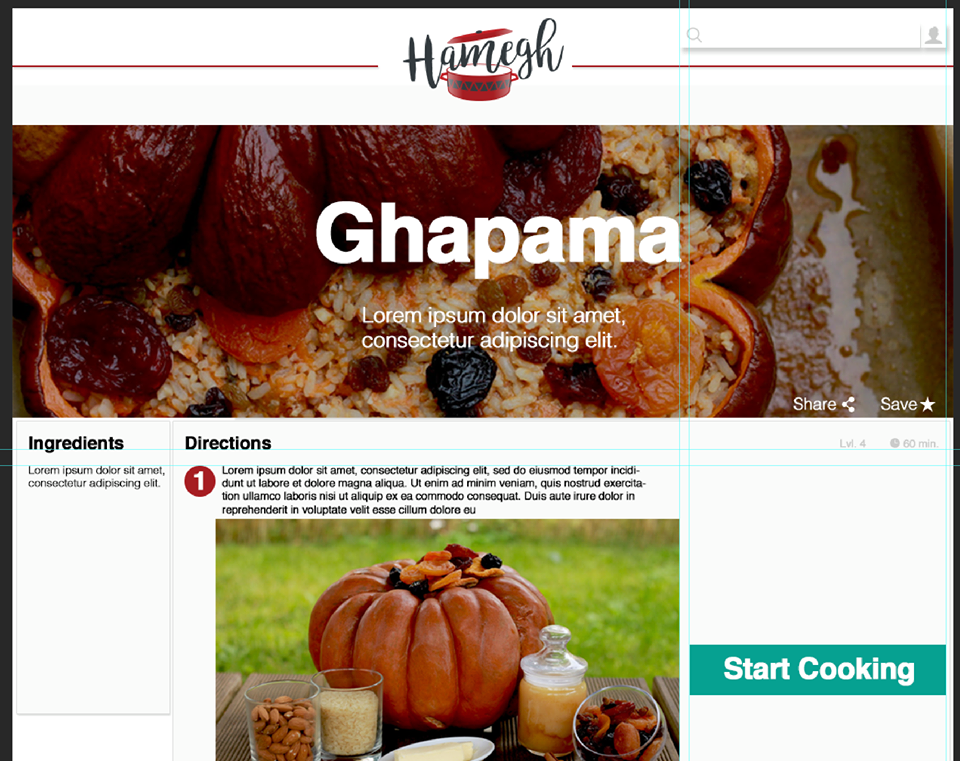 Hamegh
Ghapama
Lorem ipsum dolor sit amet,
consectetur adipiscing elit.
Share
Save
Ingredients
Lorem ipsum dolor sit amet,
consectetur adipiscing elit.
Directions
Lvl. 4
60 min.
1
Lorem ipsum dolor sit amet, consectetur adipiscing elit, sed do eiusmod tempor incidi-
dunt ut labore et dolore magna aliqua. Ut enim ad minim veniam, quis nostrud exercita-
tion ullamco laboris nisi ut aliquip ex ea commodo consequat. Duis aute irure dolor in
reprehenderit in voluptate velit esse cillum dolore eu
Start Cooking